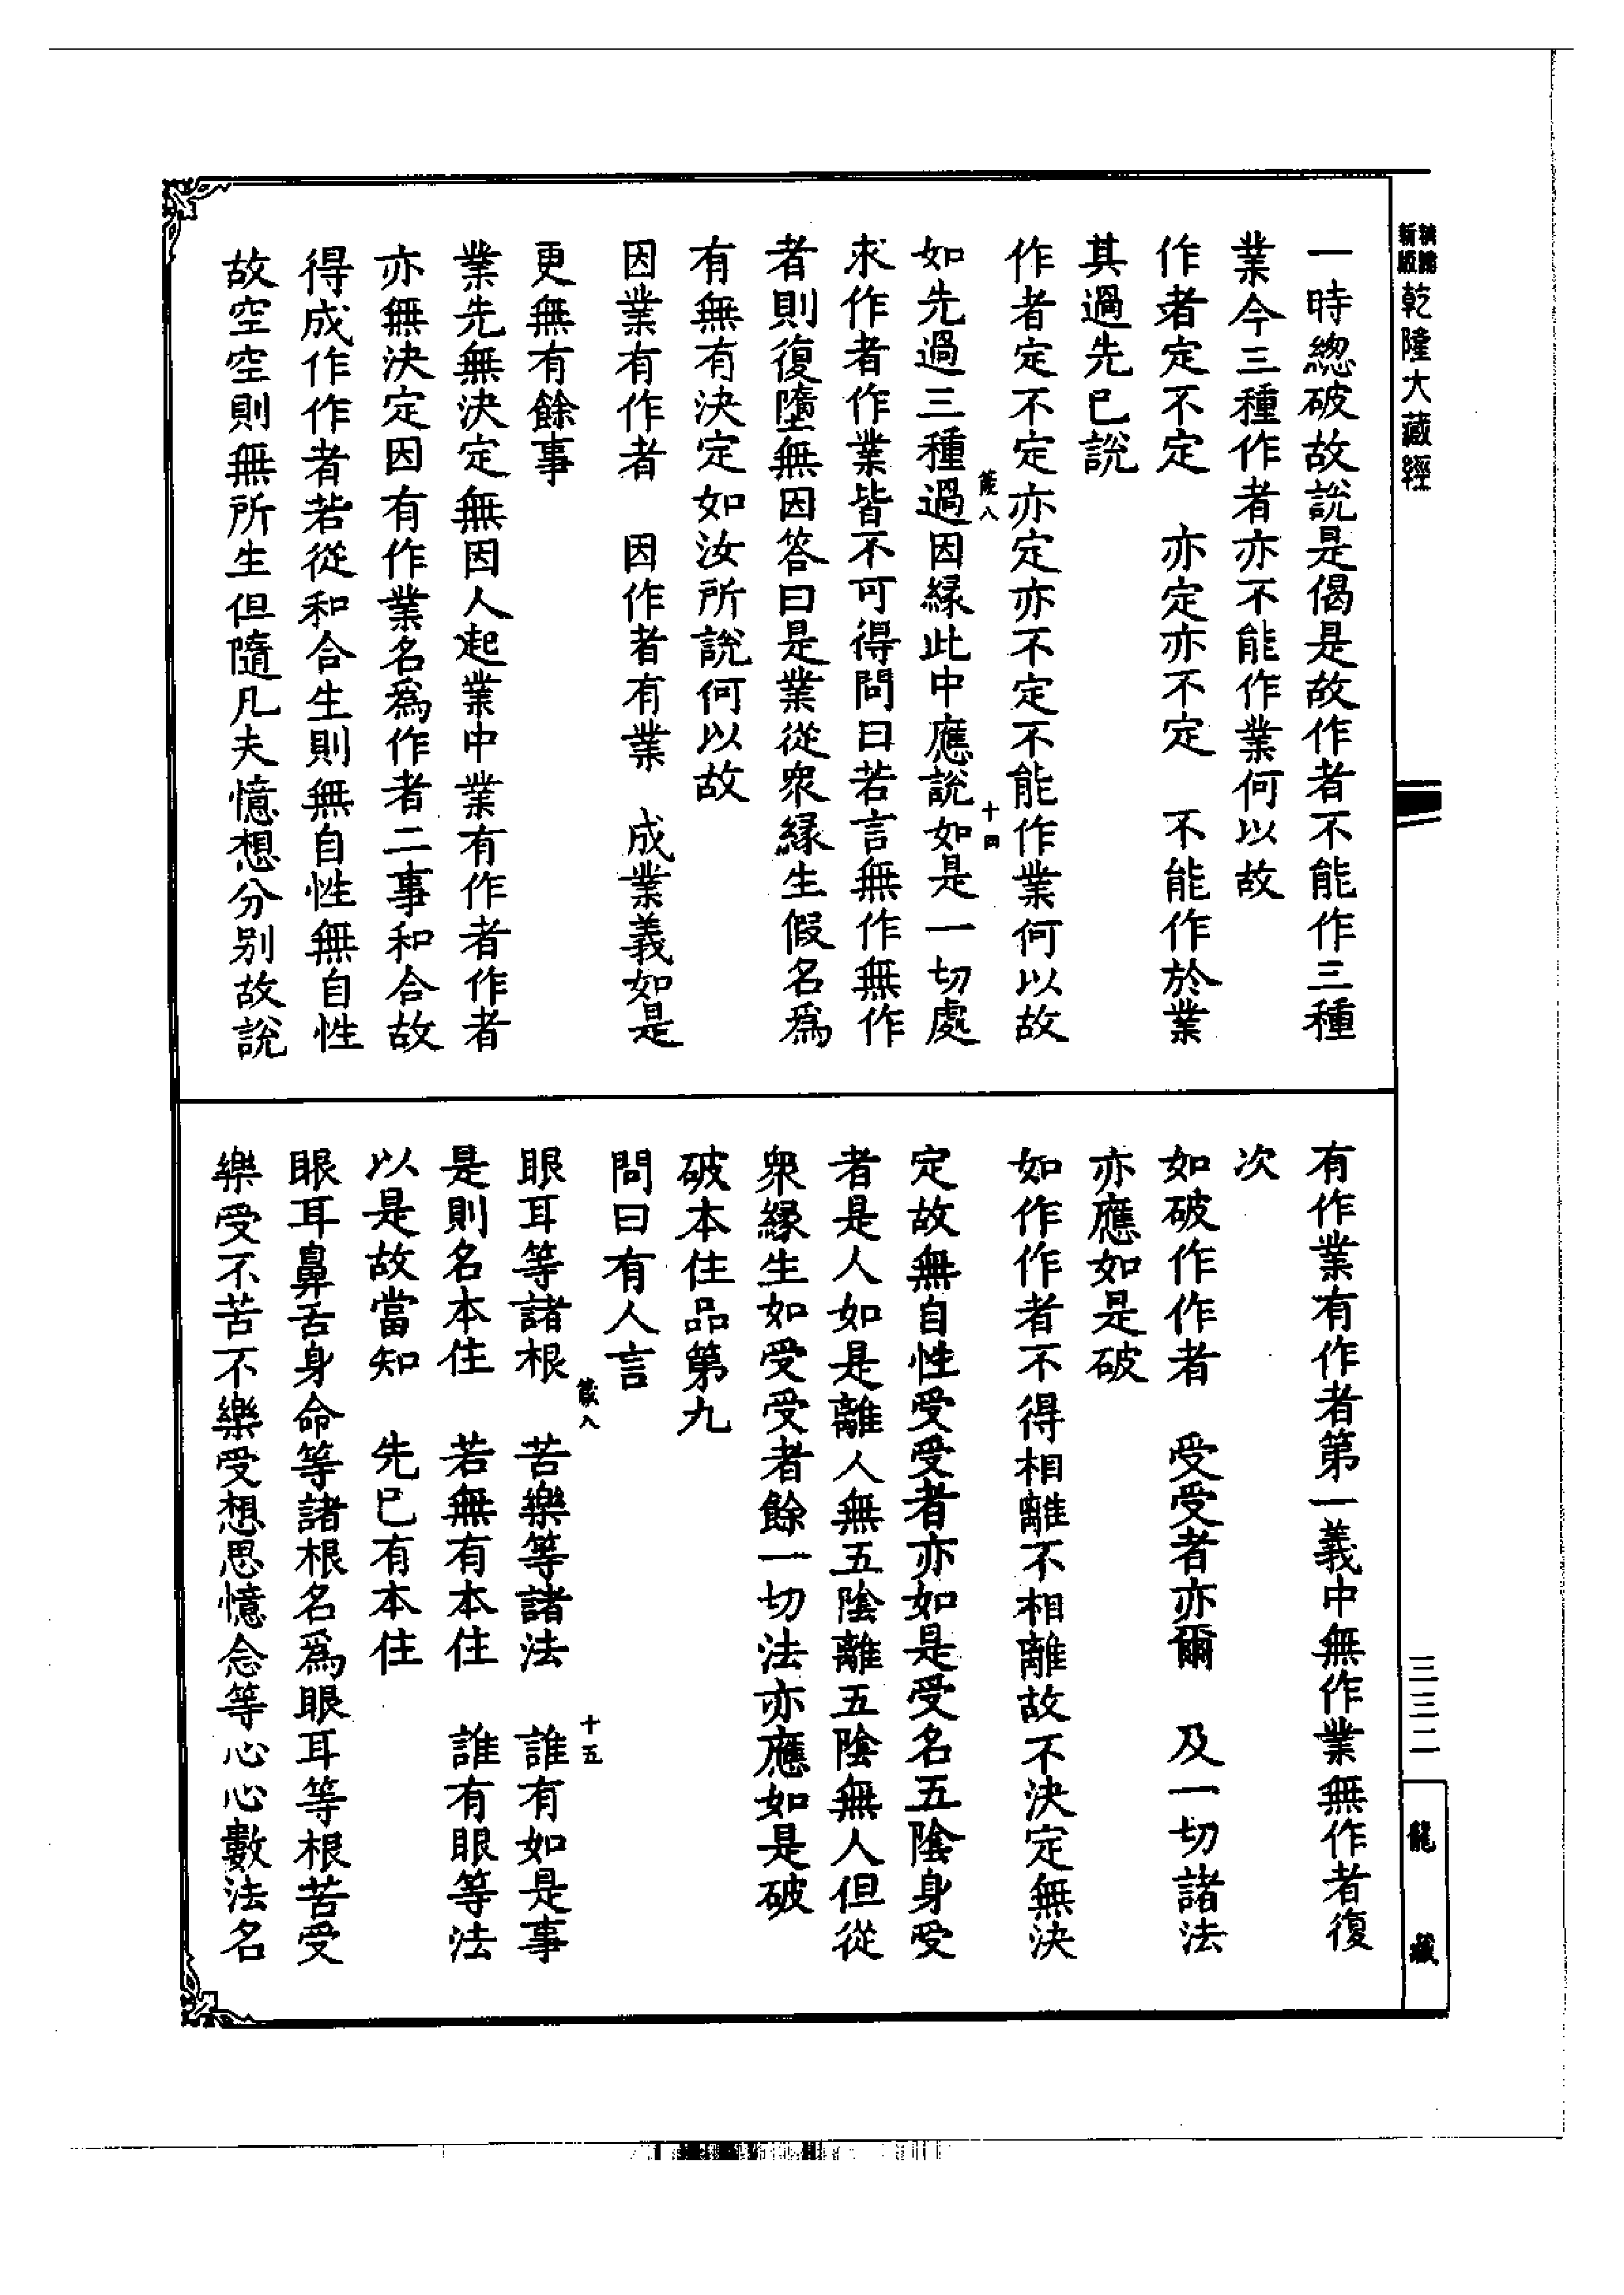 新版
乾隆大藏經
一時緫破故說是偈是故作者不能作三種
業今三種作者亦不能作業何以故
作者定不定　亦定亦不定　不能作於業
其過先已說
作者定不定亦定亦不定不能作業何以故
如先過三種過因緣此中應說如是一切處
求作者作業皆不可得問曰若言無作無作
者則復墮無因答曰是業從衆緣生假名爲
有無有決定如汝所說何以故
因業有作者　因作者有業　成業義如是
更無有餘事
業先無決定無因人起業中業有作者作者
亦無決定因有作業名爲作者二事和合故
得成作作者若從和合生則無自性無自性
故空空則無所生但隨凡夫憶想分別故說
十四
有作業有作者第一義中無作業無作者復
次
如破作作者　受受者亦爾　及一切諸法
亦應如是破
如作作者不得相離不相離故不決定無決
定故無自性受受者亦如是受名五陰身受
者是人如是離人無五陰離五陰無人但從
衆緣生如受受者餘一切法亦應如是破
破本住品第九
問曰有人言
眼耳等諸根　苦樂等諸法　誰有如是事
是則名本住　若無有本住　誰有眼等法
以是故當知　先已有本住
眼耳鼻舌身命等諸根名爲眼耳等根苦受
樂受不苦不樂受想思憶念等心心數法名
十五
三三二
龍藏